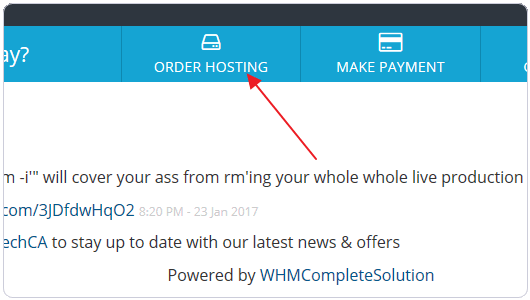 ay?
ORDER HOSTING
MAKE PAYMENT
m -i'" will cover your ass from rm'ing your whole whole live production
com/3JDfdwHqO2 8:20 PM - 23 Jan 2017
echCA to stay up to date with our latest news & offers
Powered by WHMCompleteSolution